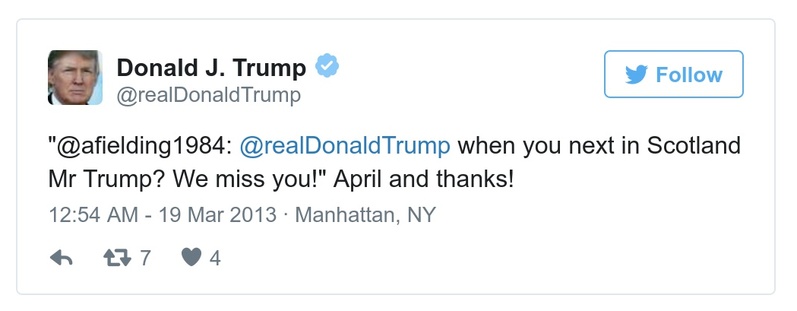 Donald J. Trump
@realDonaldTrump
Follow
"@afielding1984: @realDonaldTrump when you next in Scotland
Mr Trump? We miss you!" April and thanks!
12:54 AM - 19 Mar 2013 · Manhattan, NY
7 4